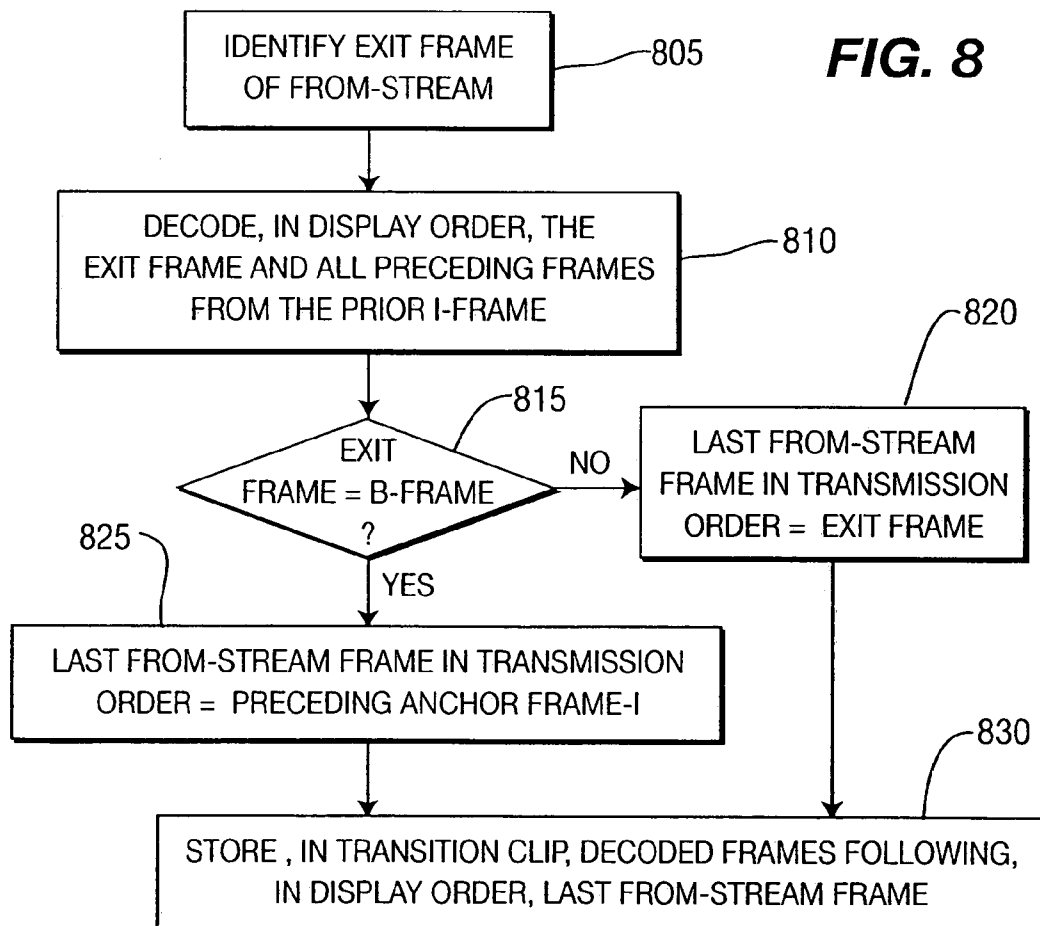 FIG. 8
IDENTIFY EXIT FRAME
OF FROM-STREAM
805
DECODE, IN DISPLAY ORDER, THE
EXIT FRAME AND ALL PRECEDING FRAMES
FROM THE PRIOR I-FRAME
810
815
EXIT
FRAME = B-FRAME
?
NO
YES
820
LAST FROM-STREAM
FRAME IN TRANSMISSION
ORDER = EXIT FRAME
825
LAST FROM-STREAM FRAME IN TRANSMISSION
ORDER = PRECEDING ANCHOR FRAME-I
830
STORE , IN TRANSITION CLIP, DECODED FRAMES FOLLOWING,
IN DISPLAY ORDER, LAST FROM-STREAM FRAME